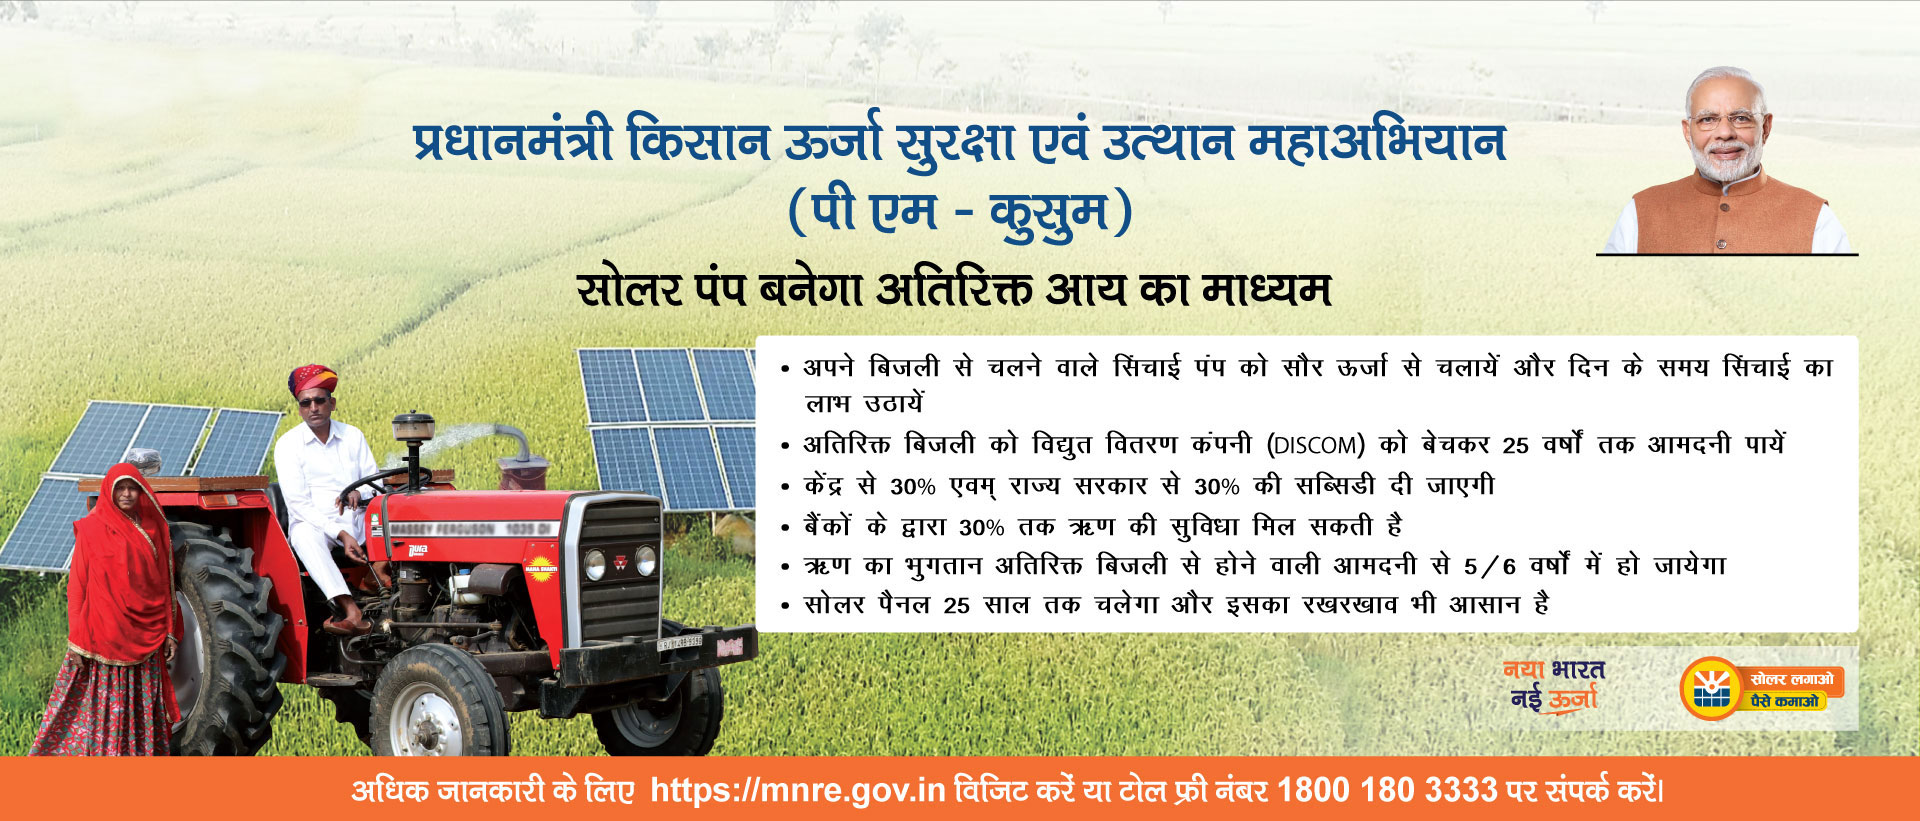 प्रधानमंत्री किसान ऊर्जा सुरक्षा एवं उत्थान महाअभियान
(पी एम - कुसुम)
सोलर पंप बनेगा अतिरिक्त आय का माध्यम
• अपने बिजली से चलने वाले सिंचाई पंप को सौर ऊर्जा से चलायें और दिन के समय सिंचाई का
लाभ उठायें
• अतिरिक्त बिजली को विद्युत वितरण कंपनी (DISCOM) को बेचकर 25 वर्षों तक आमदनी पायें
• केंद्र से 30% एवम् राज्य सरकार से 30% की सब्सिडी दी जाएगी
• बैंकों के द्वारा 30% तक ऋण की सुविधा मिल सकती है
• ऋण का भुगतान अतिरिक्त बिजली से होने वाली आमदनी से 5/6 वर्षों में हो जायेगा
• सोलर पैनल 25 साल तक चलेगा और इसका रखरखाव भी आसान है
MASSEY FERGUSON 1035 DI
MAHA SHAKTI
नया भारत
नई ऊर्जा
सोलर लगाओ
पैसे कमाओ
अधिक जानकारी के लिए https://mnre.gov.in विजिट करें या टोल फ्री नंबर 1800 180 3333 पर संपर्क करें।